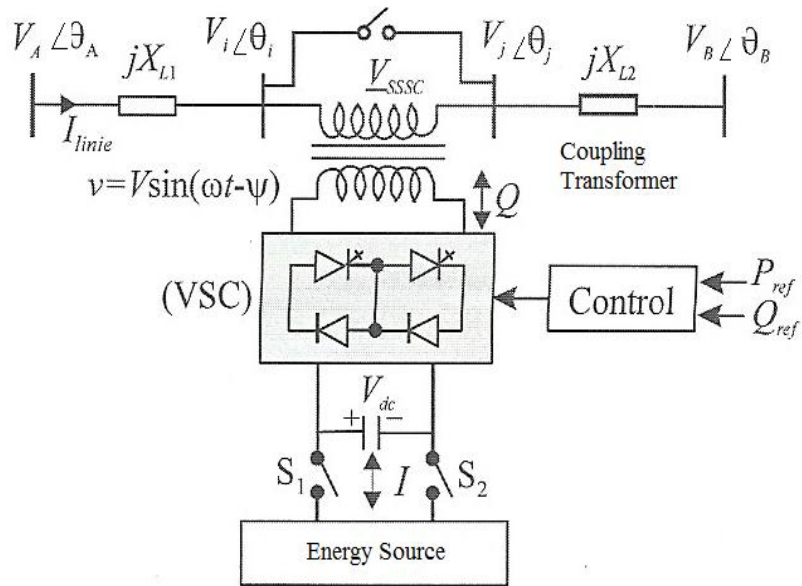 V_A∠ϑ_A
V_i∠θ_i
V_j∠θ_j
V_B∠ϑ_B
jX_L1
V_SSSC
jX_L2
I_linie
Coupling
Transformer
v=Vsin(ωt-ψ)
Q
(VSC)
Control
P_ref
Q_ref
V_dc
+ −
S_1
I
S_2
Energy Source